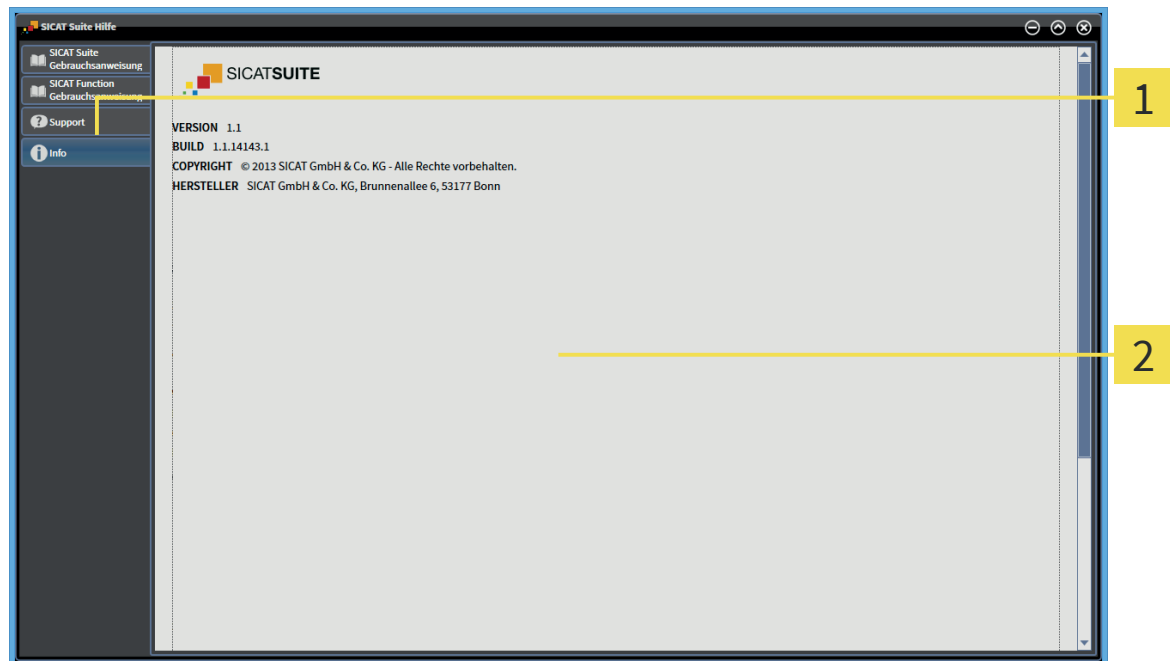 SICAT Suite Hilfe
SICAT Suite
Gebrauchsanweisung
SICAT Function
Gebrauchsanweisung
Support
Info
SICATSUITE
VERSION 1.1
BUILD 1.1.14143.1
COPYRIGHT © 2013 SICAT GmbH & Co. KG - Alle Rechte vorbehalten.
HERSTELLER SICAT GmbH & Co. KG, Brunnenallee 6, 53177 Bonn
1
2